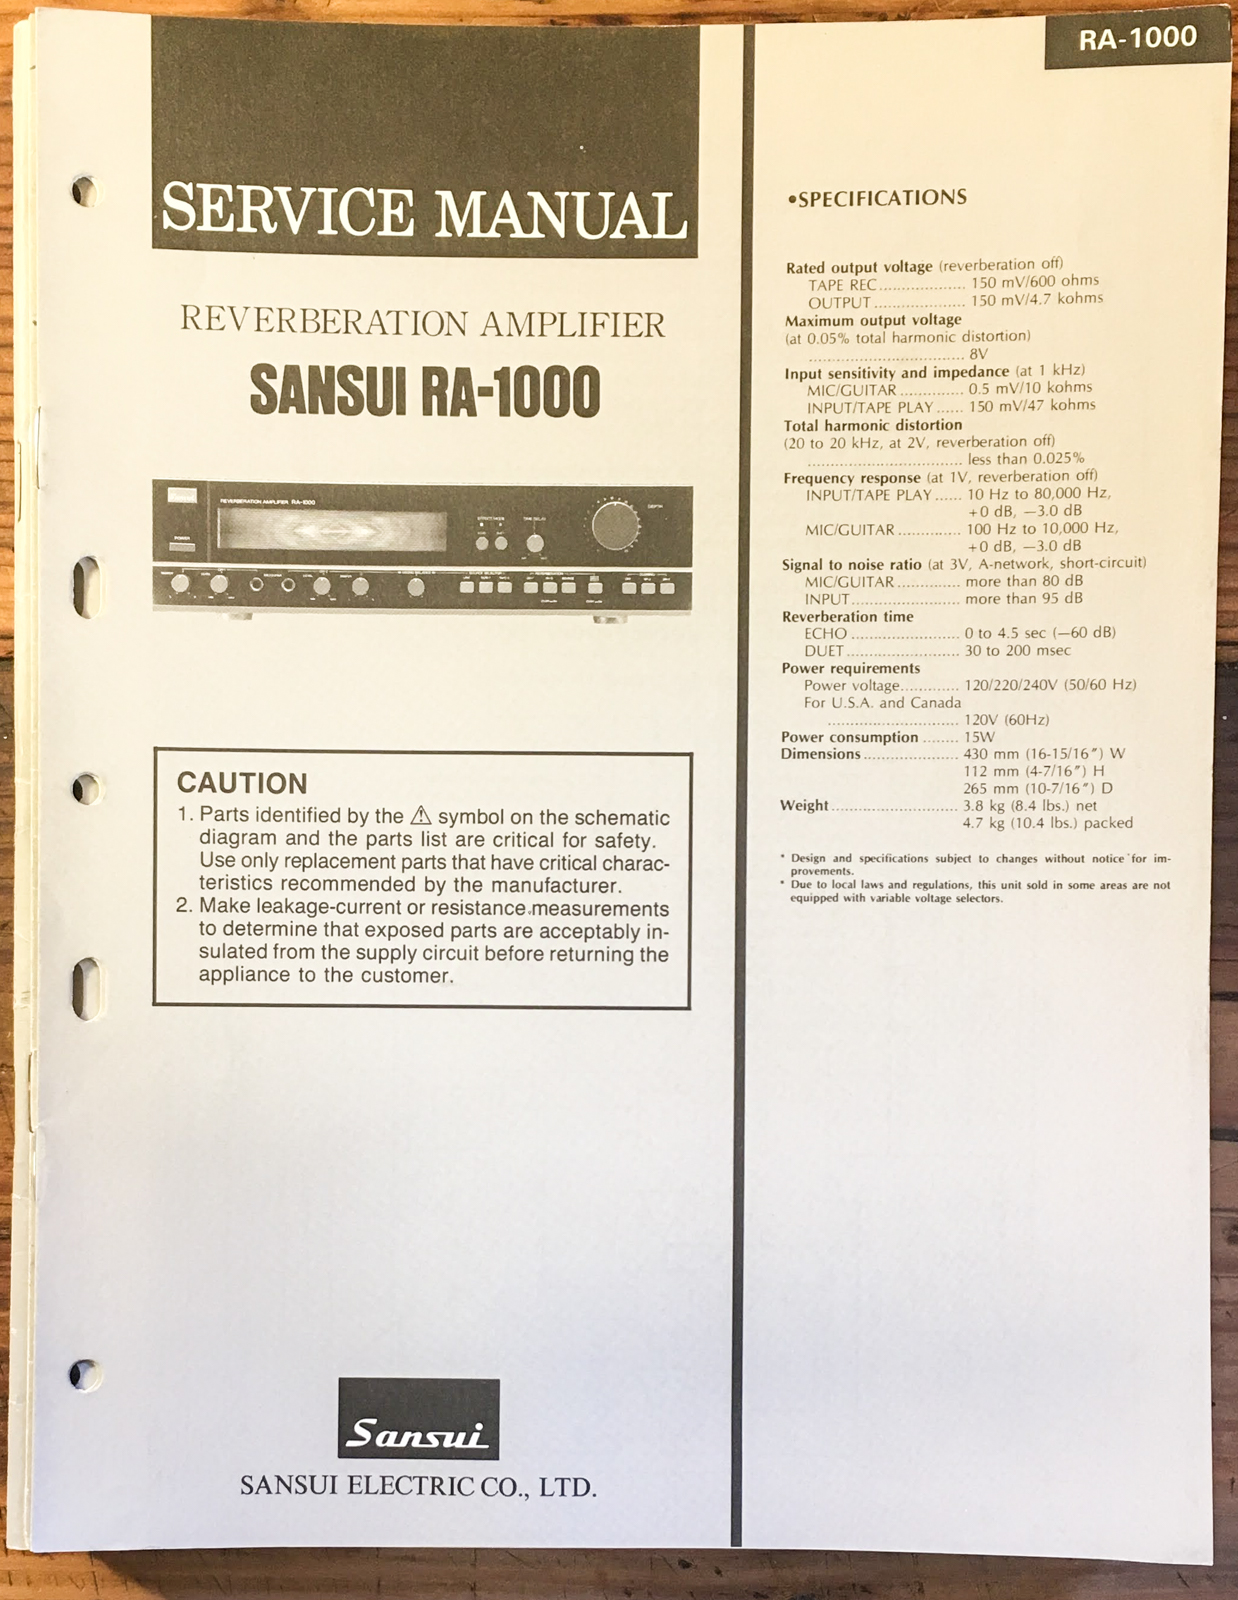 RA-1000
SERVICE MANUAL
REVERBERATION AMPLIFIER
SANSUI RA-1000
Sansui
REVERBERATION AMPLIFIER RA-1000
POWER
TIME DELAY
DEPTH
CAUTION
1. Parts identified by the ⚠ symbol on the schematic
diagram and the parts list are critical for safety.
Use only replacement parts that have critical charac-
teristics recommended by the manufacturer.
2. Make leakage-current or resistance measurements
to determine that exposed parts are acceptably in-
sulated from the supply circuit before returning the
appliance to the customer.
Sansui
SANSUI ELECTRIC CO., LTD.
•SPECIFICATIONS
Rated output voltage (reverberation off)
TAPE REC................... 150 mV/600 ohms
OUTPUT.................... 150 mV/4.7 kohms
Maximum output voltage
(at 0.05% total harmonic distortion)
.................................. 8V
Input sensitivity and impedance (at 1 kHz)
MIC/GUITAR .............. 0.5 mV/10 kohms
INPUT/TAPE PLAY ...... 150 mV/47 kohms
Total harmonic distortion
(20 to 20 kHz, at 2V, reverberation off)
.................................. less than 0.025%
Frequency response (at 1V, reverberation off)
INPUT/TAPE PLAY ...... 10 Hz to 80,000 Hz,
+0 dB, −3.0 dB
MIC/GUITAR .............. 100 Hz to 10,000 Hz,
+0 dB, −3.0 dB
Signal to noise ratio (at 3V, A-network, short-circuit)
MIC/GUITAR .............. more than 80 dB
INPUT........................ more than 95 dB
Reverberation time
ECHO ........................ 0 to 4.5 sec (−60 dB)
DUET ......................... 30 to 200 msec
Power requirements
Power voltage............. 120/220/240V (50/60 Hz)
For U.S.A. and Canada
............................. 120V (60Hz)
Power consumption ........ 15W
Dimensions ..................... 430 mm (16-15/16″) W
112 mm (4-7/16″) H
265 mm (10-7/16″) D
Weight ............................ 3.8 kg (8.4 lbs.) net
4.7 kg (10.4 lbs.) packed
* Design and specifications subject to changes without notice for im-
provements.
* Due to local laws and regulations, this unit sold in some areas are not
equipped with variable voltage selectors.